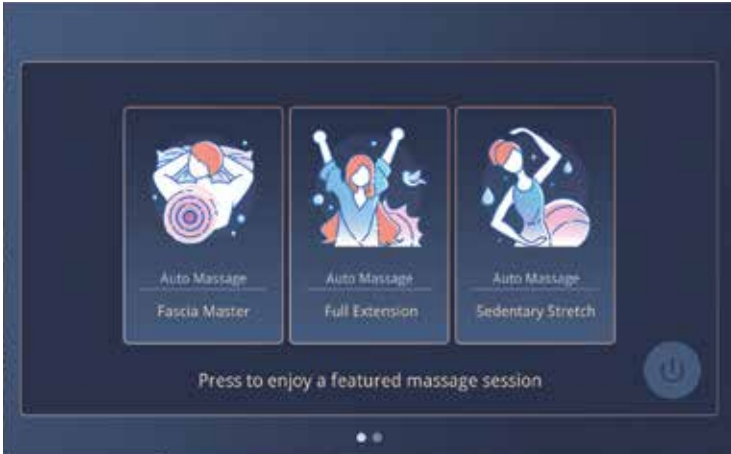 Auto Massage
Fascia Master
Auto Massage
Full Extension
Auto Massage
Sedentary Stretch
Press to enjoy a featured massage session